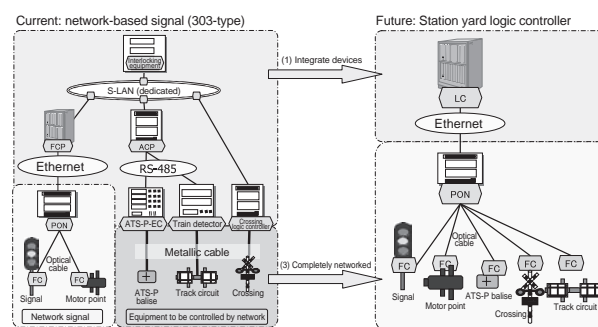 Current: network-based signal (303-type)
Interlocking
equipment
S-LAN (dedicated)
FCP
ACP
Ethernet
RS-485
PON
ATS-P-EC
Train detector
Crossing
logic controller
Metallic cable
Optical
cable
FC
FC
Signal
Motor point
ATS-P
balise
Track circuit
Crossing
Network signal
Equipment to be controlled by network
(1) Integrate devices
(3) Completely networked
Future: Station yard logic controller
LC
Ethernet
PON
Optical
cable
FC
FC
FC
FC
FC
Signal
Motor point
ATS-P balise
Crossing
Track circuit